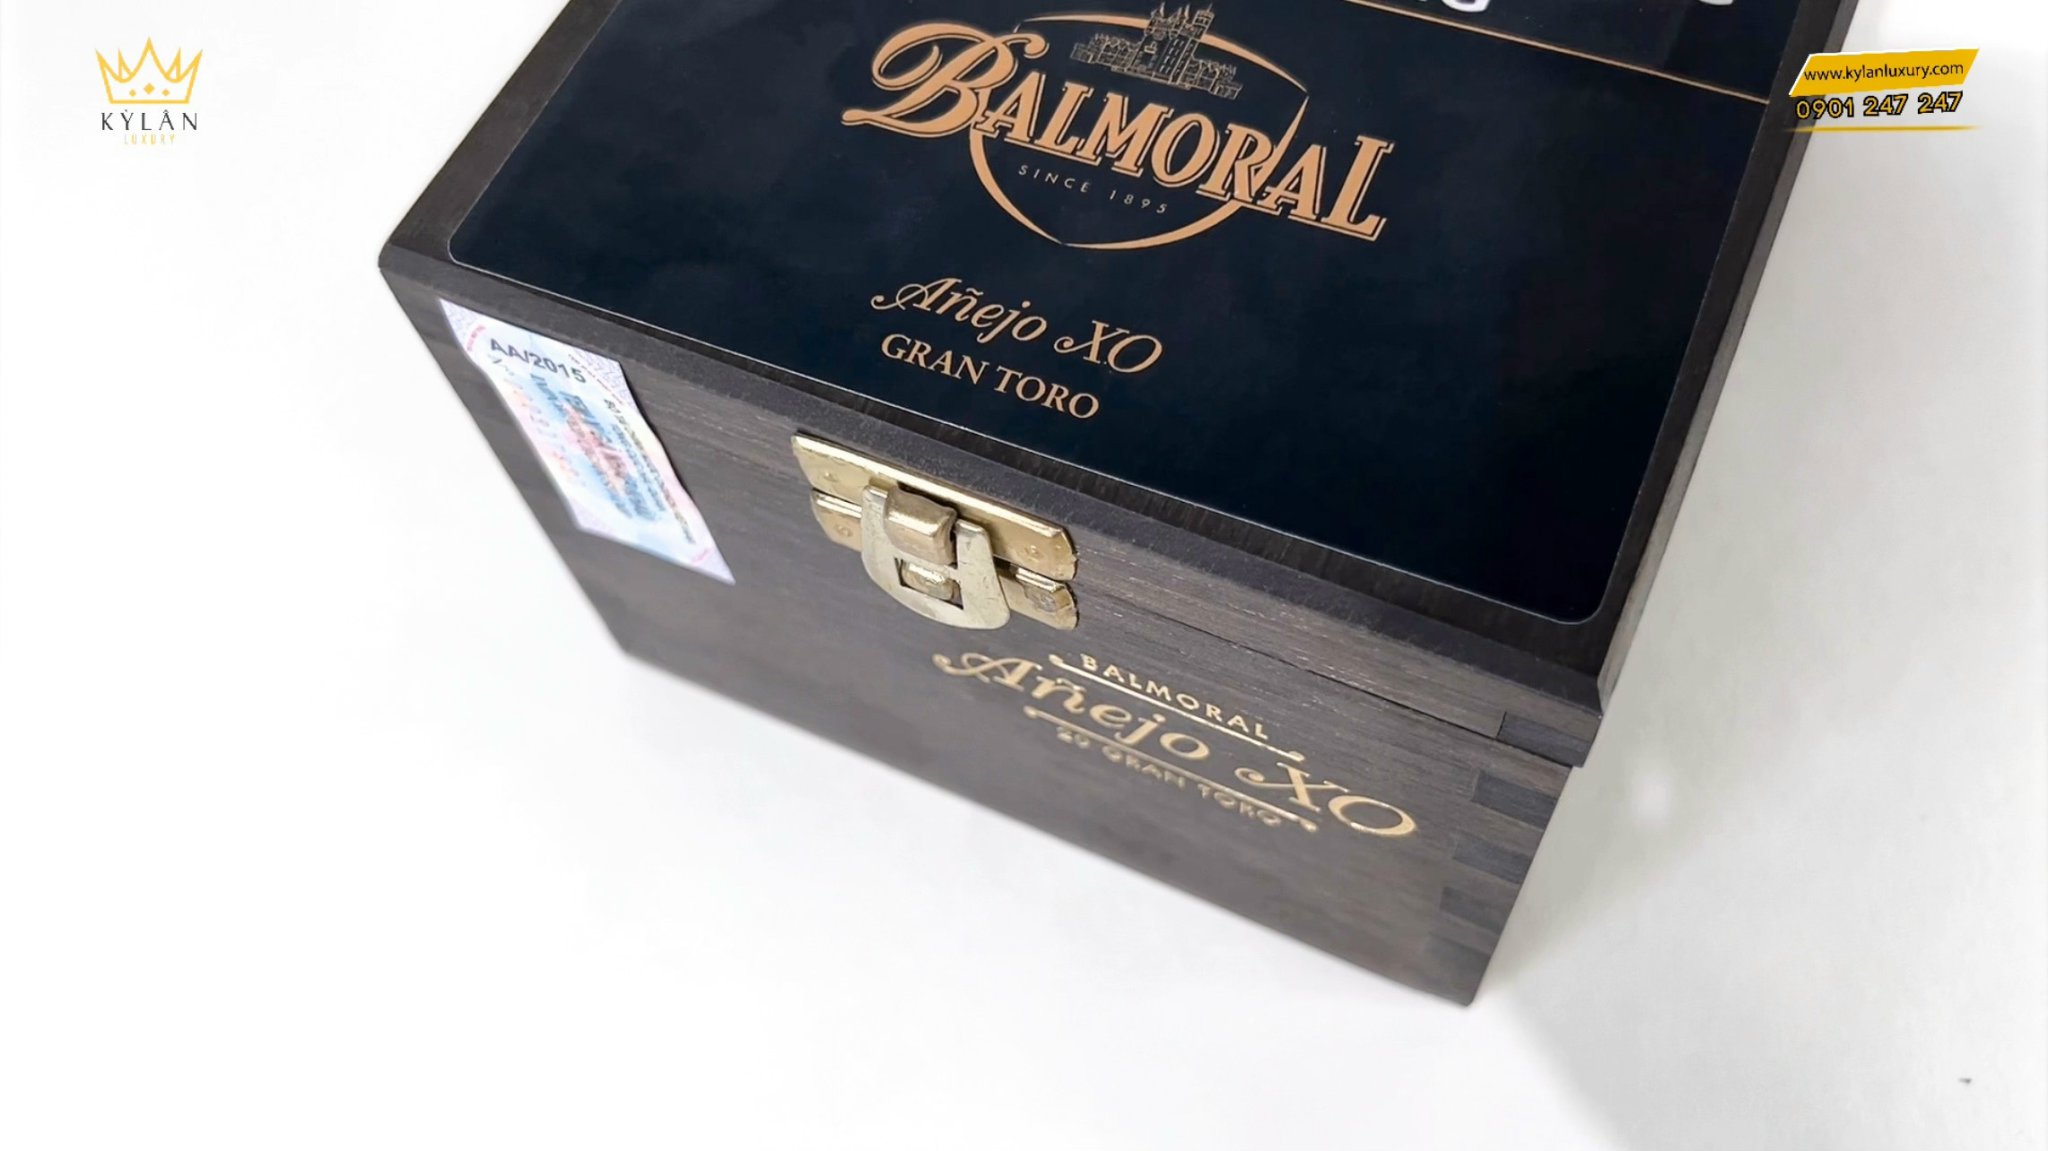 KỲLÂN
LUXURY
www.kylanluxury.com
0901 247 247
BALMORAL
SINCE 1895
Añejo XO
GRAN TORO
AA/2015
BALMORAL
Añejo XO
20 GRAN TORO